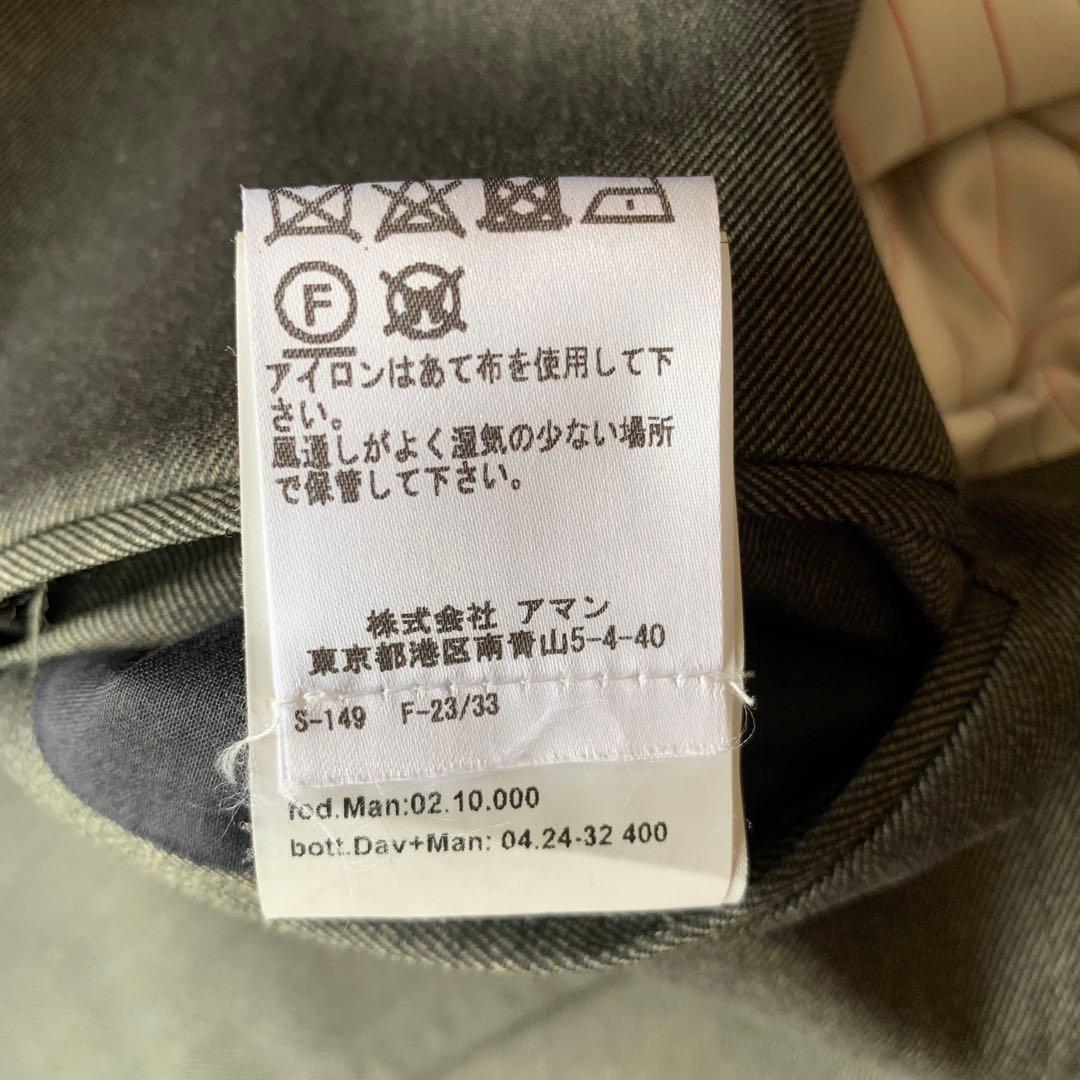 F W
アイロンはあて布を使用して下
さい。
風通しがよく湿気の少ない場所
で保管して下さい。
株式会社 アマン
東京都港区南青山5-4-40
S-149 F-23/33
fod.Man:02.10.000
bott.Dav+Man: 04.24-32 400